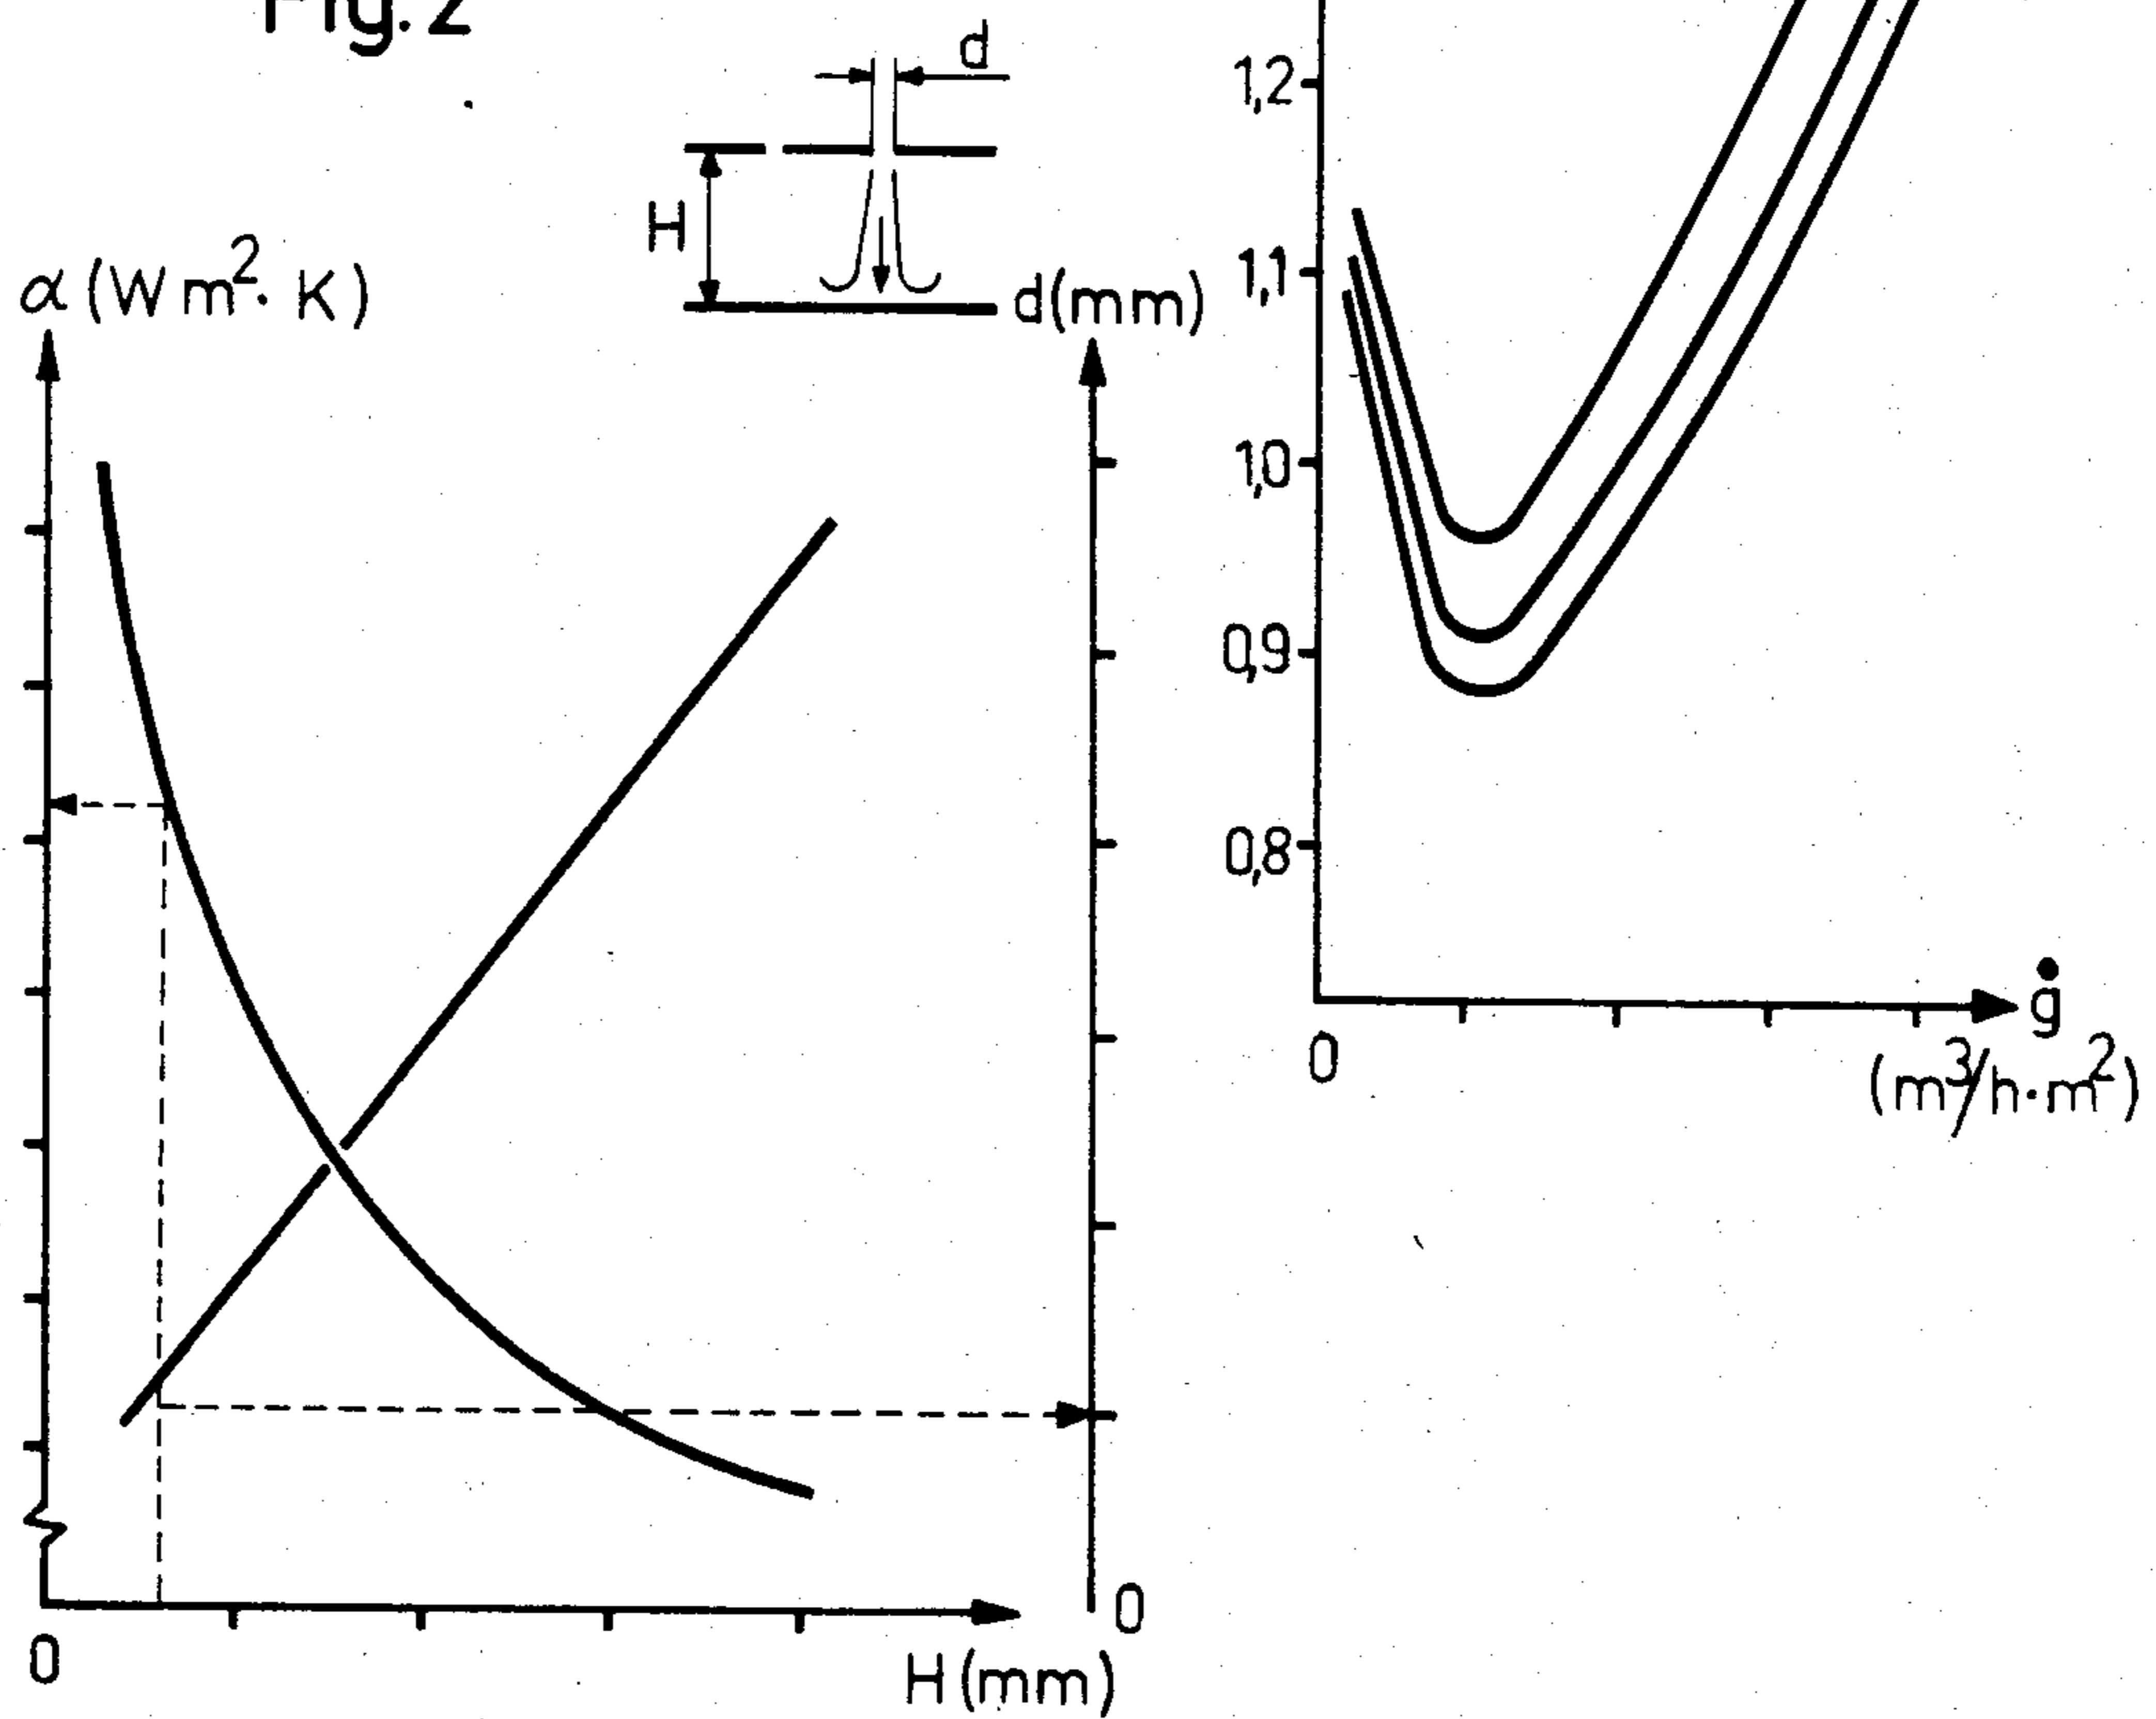 Fig. 2
d
H
α (W m². K)
d(mm)
0
H (mm)
0
1,2
1,1
1,0
0,9
0,8
0
ġ
(m³/h·m²)